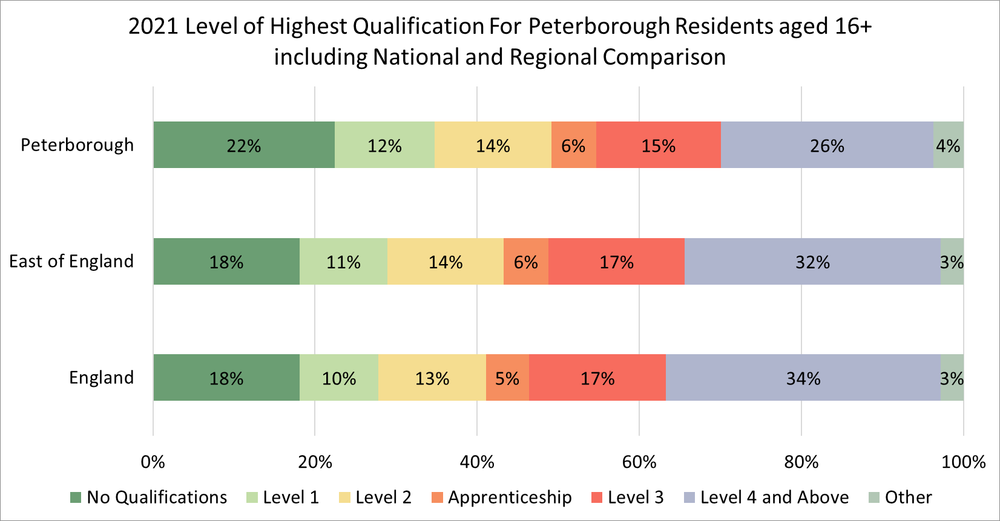 2021 Level of Highest Qualification For Peterborough Residents aged 16+
including National and Regional Comparison
Peterborough
22% 12% 14% 6% 15% 26% 4%
East of England
18% 11% 14% 6% 17% 32% 3%
England
18% 10% 13% 5% 17% 34% 3%
0% 20% 40% 60% 80% 100%
No Qualifications Level 1 Level 2 Apprenticeship Level 3 Level 4 and Above Other